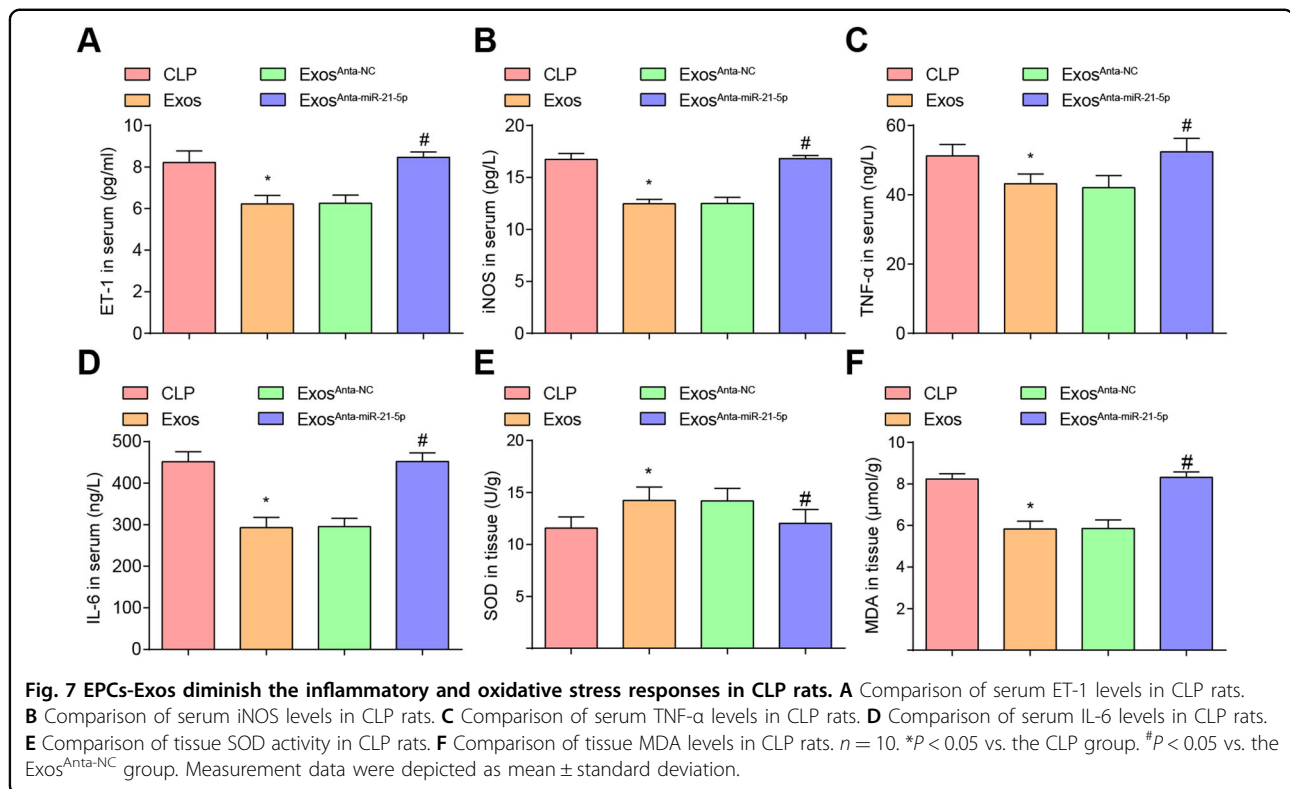 A
CLP
Exos^Anta-NC
Exos
Exos^Anta-miR-21-5p
ET-1 in serum (pg/ml)
10
8
6
4
2
0
*
#
B
CLP
Exos^Anta-NC
Exos
Exos^Anta-miR-21-5p
iNOS in serum (pg/L)
20
15
10
5
0
*
#
C
CLP
Exos^Anta-NC
Exos
Exos^Anta-miR-21-5p
TNF-α in serum (ng/L)
60
40
20
0
*
#
D
CLP
Exos^Anta-NC
Exos
Exos^Anta-miR-21-5p
IL-6 in serum (ng/L)
500
400
300
200
100
0
*
#
E
CLP
Exos^Anta-NC
Exos
Exos^Anta-miR-21-5p
SOD in tissue (U/g)
20
15
10
5
*
#
F
CLP
Exos^Anta-NC
Exos
Exos^Anta-miR-21-5p
MDA in tissue (μmol/g)
10
8
6
4
2
*
#
Fig. 7 EPCs-Exos diminish the inflammatory and oxidative stress responses in CLP rats. A Comparison of serum ET-1 levels in CLP rats.
B Comparison of serum iNOS levels in CLP rats. C Comparison of serum TNF-α levels in CLP rats. D Comparison of serum IL-6 levels in CLP rats.
E Comparison of tissue SOD activity in CLP rats. F Comparison of tissue MDA levels in CLP rats. n = 10. *P < 0.05 vs. the CLP group. #P < 0.05 vs. the
Exos^Anta-NC group. Measurement data were depicted as mean ± standard deviation.